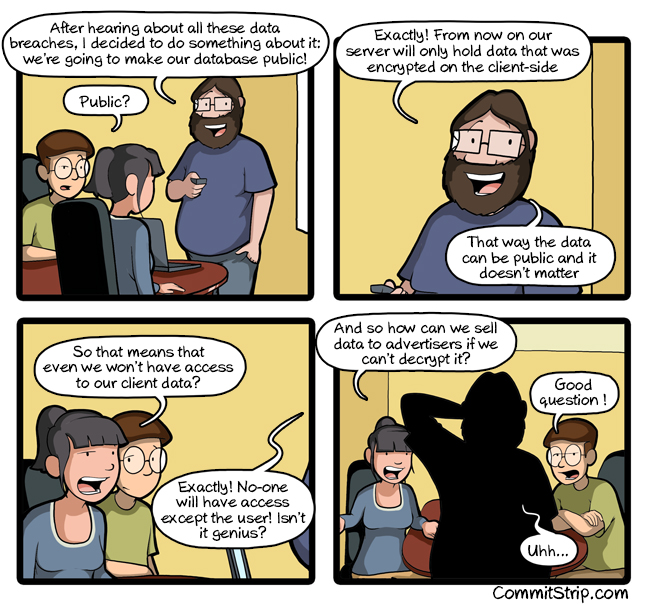 After hearing about all these data
breaches, I decided to do something about it:
we're going to make our database public!
Public?
Exactly! From now on our
server will only hold data that was
encrypted on the client-side
That way the data
can be public and it
doesn't matter
So that means that
even we won't have access
to our client data?
Exactly! No-one
will have access
except the user! Isn't
it genius?
And so how can we sell
data to advertisers if we
can't decrypt it?
Good
question !
Uhh...
CommitStrip.com